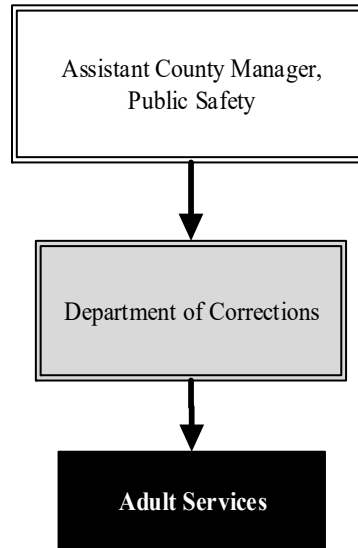 Assistant County Manager,
Public Safety
Department of Corrections
Adult Services